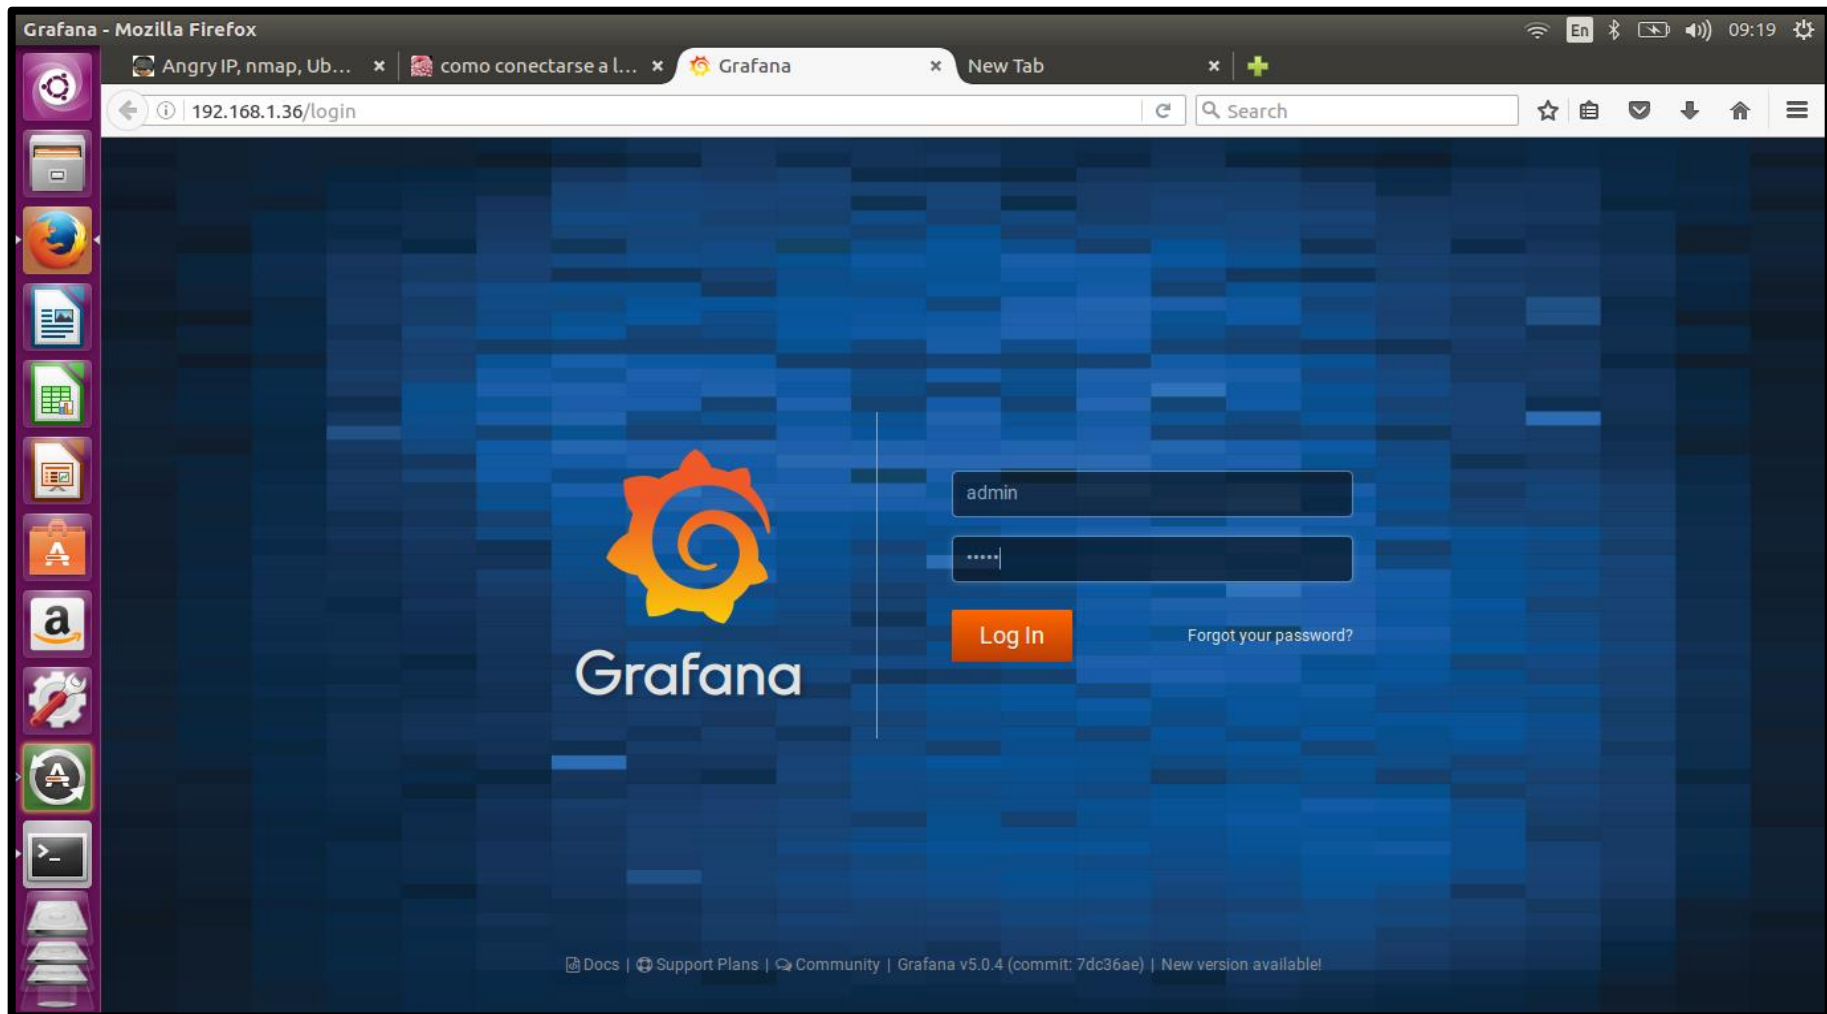 Grafana - Mozilla Firefox
En
09:19
Angry IP, nmap, Ub...
como conectarse a l...
Grafana
New Tab
192.168.1.36/login
Search
admin
•••••
Log In
Forgot your password?
Grafana
Docs | Support Plans | Community | Grafana v5.0.4 (commit: 7dc36ae) | New version available!